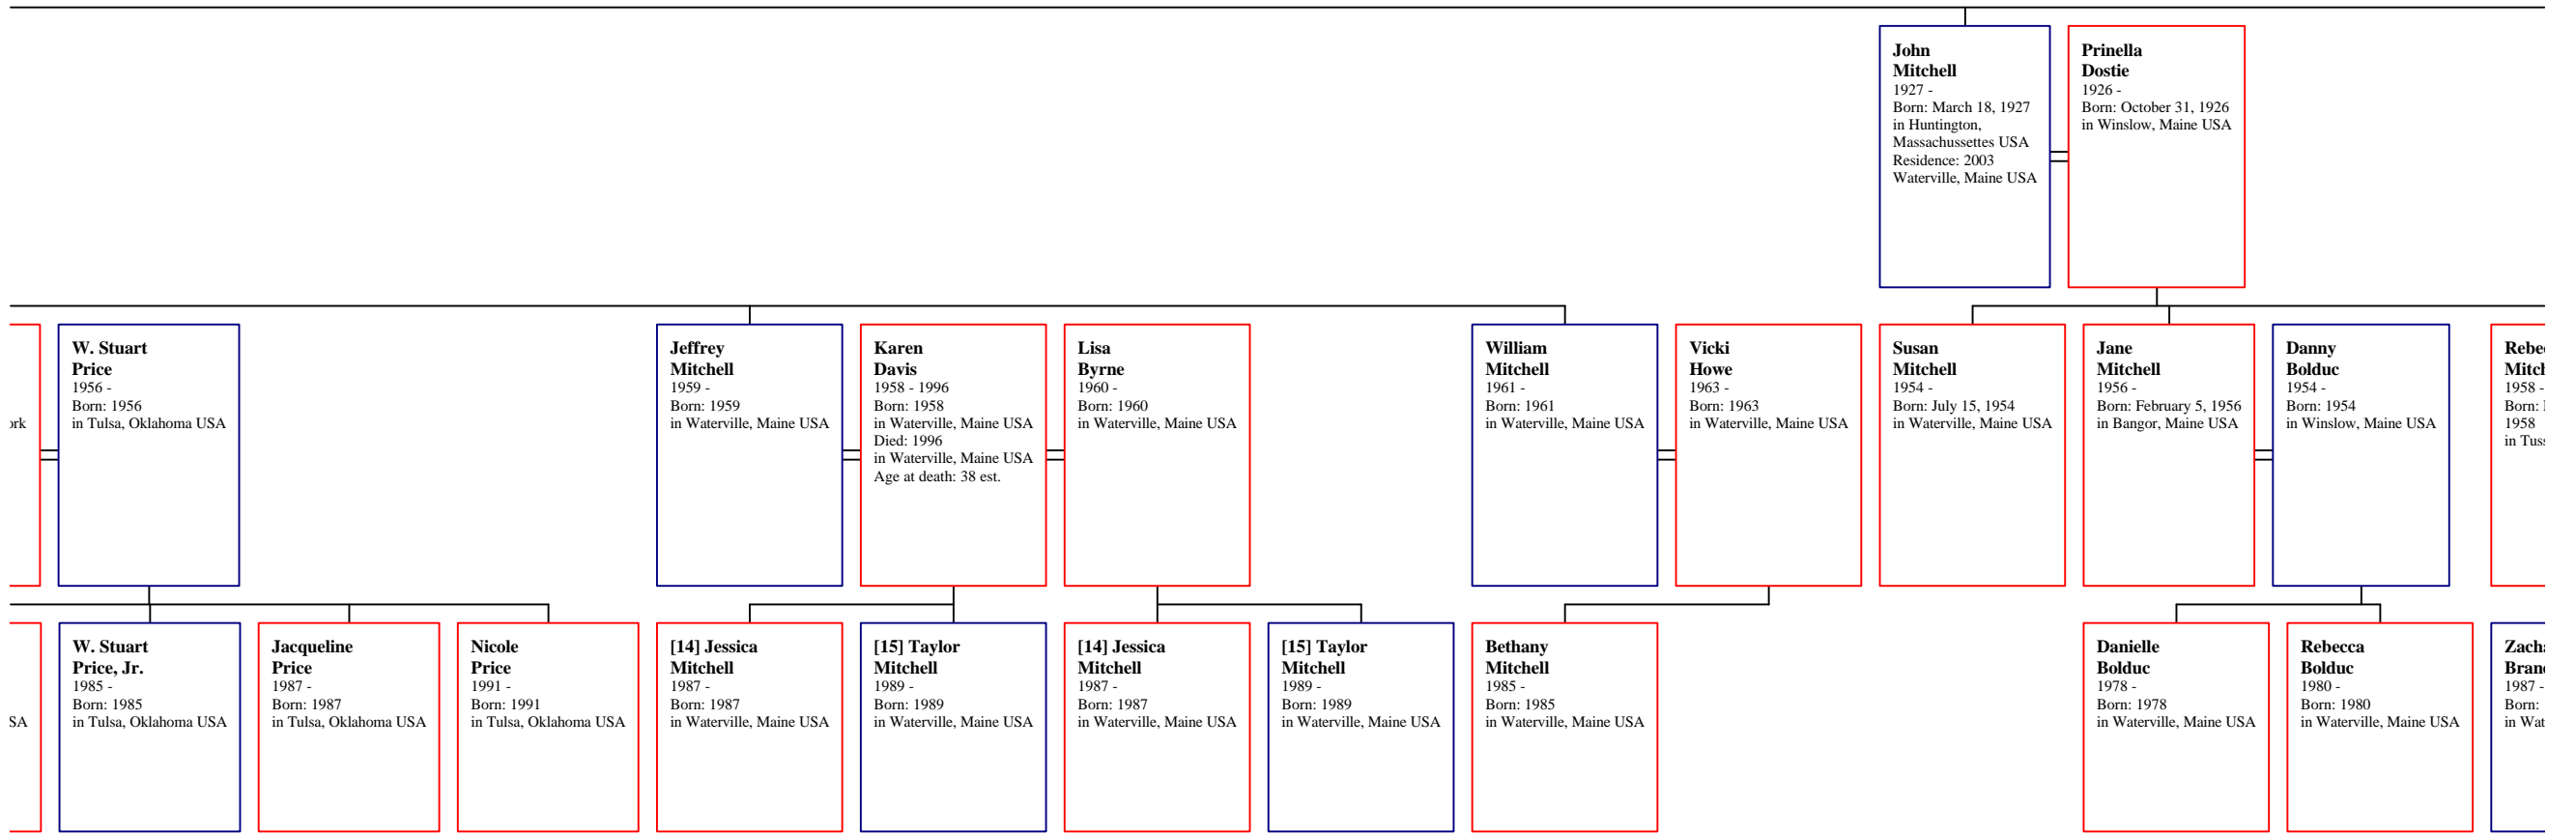 John
Mitchell
1927 -
Born: March 18, 1927
in Huntington,
Massachussettes USA
Residence: 2003
Waterville, Maine USA
Prinella
Dostie
1926 -
Born: October 31, 1926
in Winslow, Maine USA
W. Stuart
Price
1956 -
Born: 1956
in Tulsa, Oklahoma USA
Jeffrey
Mitchell
1959 -
Born: 1959
in Waterville, Maine USA
Karen
Davis
1958 - 1996
Born: 1958
in Waterville, Maine USA
Died: 1996
in Waterville, Maine USA
Age at death: 38 est.
Lisa
Byrne
1960 -
Born: 1960
in Waterville, Maine USA
William
Mitchell
1961 -
Born: 1961
in Waterville, Maine USA
Vicki
Howe
1963 -
Born: 1963
in Waterville, Maine USA
Susan
Mitchell
1954 -
Born: July 15, 1954
in Waterville, Maine USA
Jane
Mitchell
1956 -
Born: February 5, 1956
in Bangor, Maine USA
Danny
Bolduc
1954 -
Born: 1954
in Winslow, Maine USA
1958 -
Born:
1958
in
W. Stuart
Price, Jr.
1985 -
Born: 1985
in Tulsa, Oklahoma USA
Jacqueline
Price
1987 -
Born: 1987
in Tulsa, Oklahoma USA
Nicole
Price
1991 -
Born: 1991
in Tulsa, Oklahoma USA
[14] Jessica
Mitchell
1987 -
Born: 1987
in Waterville, Maine USA
[15] Taylor
Mitchell
1989 -
Born: 1989
in Waterville, Maine USA
[14] Jessica
Mitchell
1987 -
Born: 1987
in Waterville, Maine USA
[15] Taylor
Mitchell
1989 -
Born: 1989
in Waterville, Maine USA
Bethany
Mitchell
1985 -
Born: 1985
in Waterville, Maine USA
Danielle
Bolduc
1978 -
Born: 1978
in Waterville, Maine USA
Rebecca
Bolduc
1980 -
Born: 1980
in Waterville, Maine USA
1987 -
Born:
in